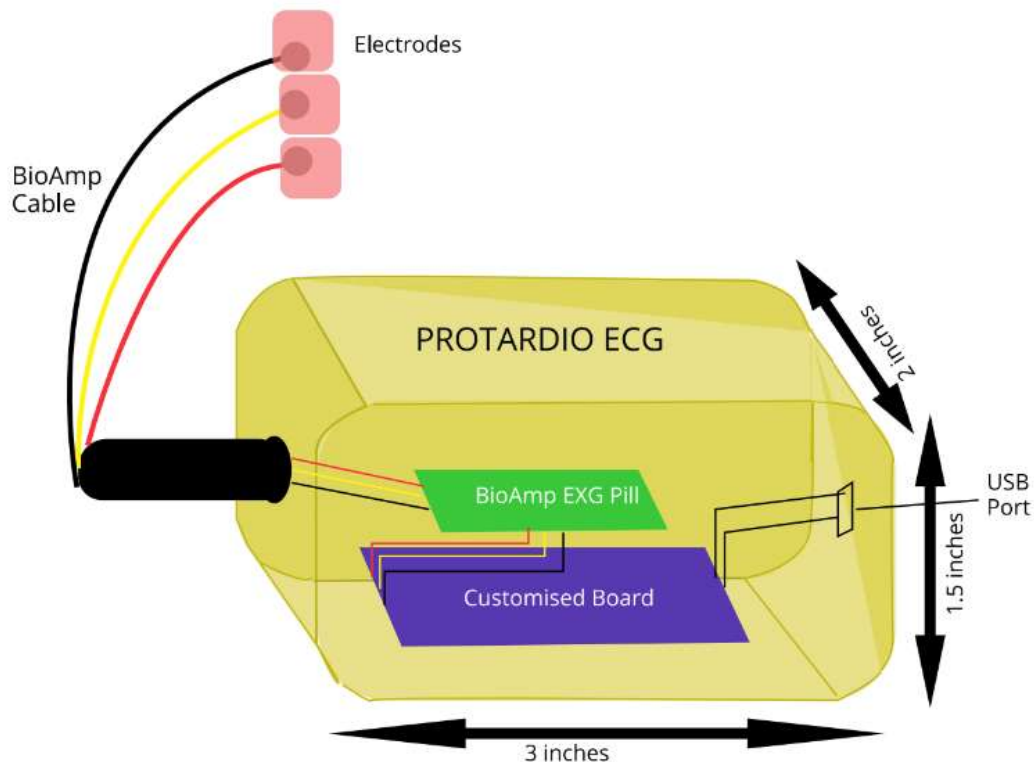 Electrodes
BioAmp
Cable
PROTARDIO ECG
2 inches
BioAmp EXG Pill
USB
Port
Customised Board
1.5 inches
3 inches